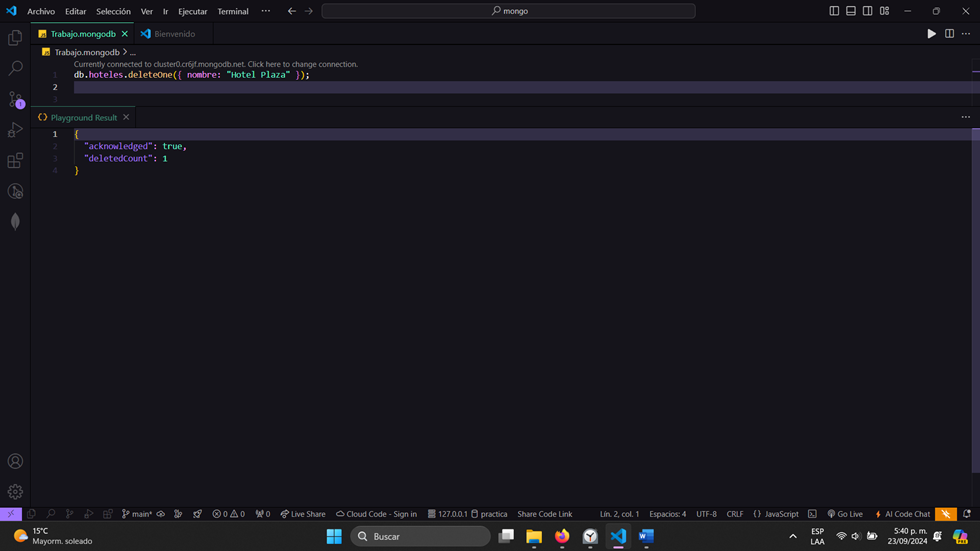 Archivo Editar Selección Ver Ir Ejecutar Terminal ··· mongo
Trabajo.mongodb Bienvenido
Trabajo.mongodb > ...
Currently connected to cluster0.cr6jf.mongodb.net. Click here to change connection.
1 db.hoteles.deleteOne({ nombre: "Hotel Plaza" });
2
3
Playground Result
1 {
2 "acknowledged": true,
3 "deletedCount": 1
4 }
1
main* 0 0 0 Live Share Cloud Code - Sign in 127.0.0.1 practica Share Code Link Lín. 2, col. 1 Espacios: 4 UTF-8 CRLF {} JavaScript Go Live AI Code Chat
15°C
Mayorm. soleado
Buscar
ESP
LAA
5:40 p. m.
23/09/2024